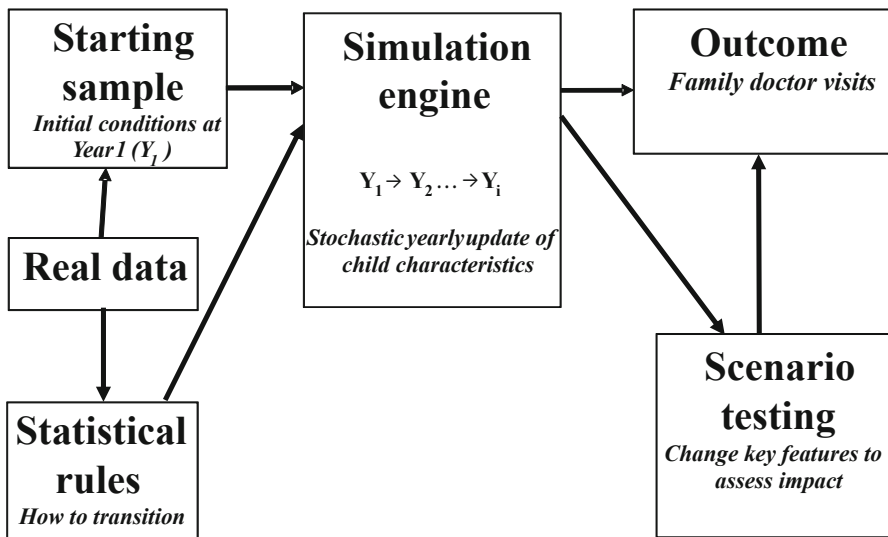 Starting
sample
Initial conditions at
Year 1 (Y1)
Real data
Statistical
rules
How to transition
Simulation
engine
Y1 → Y2 … → Yi
Stochastic yearly update of
child characteristics
Outcome
Family doctor visits
Scenario
testing
Change key features to
assess impact